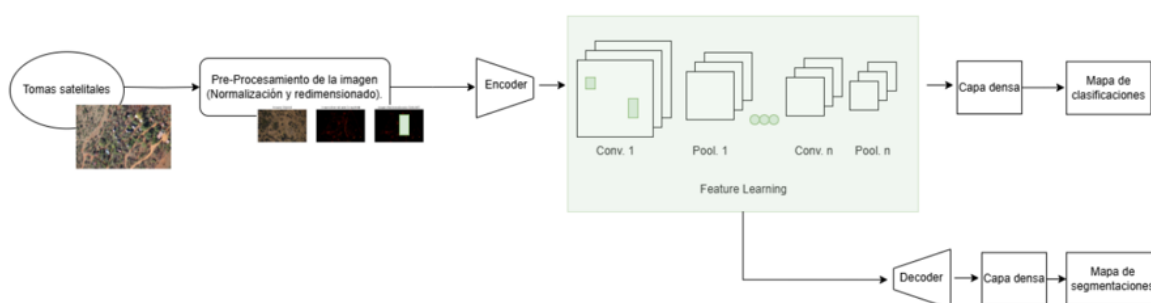 Tomas satelitales
Pre-Procesamiento de la imagen
(Normalización y redimensionado).
Encoder
Conv. 1
Pool. 1
Conv. n
Pool. n
Feature Learning
Capa densa
Mapa de
clasificaciones
Decoder
Capa densa
Mapa de
segmentaciones